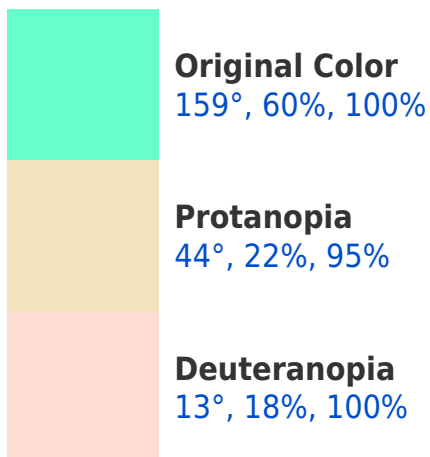 Original Color
159°, 60%, 100%
Protanopia
44°, 22%, 95%
Deuteranopia
13°, 18%, 100%